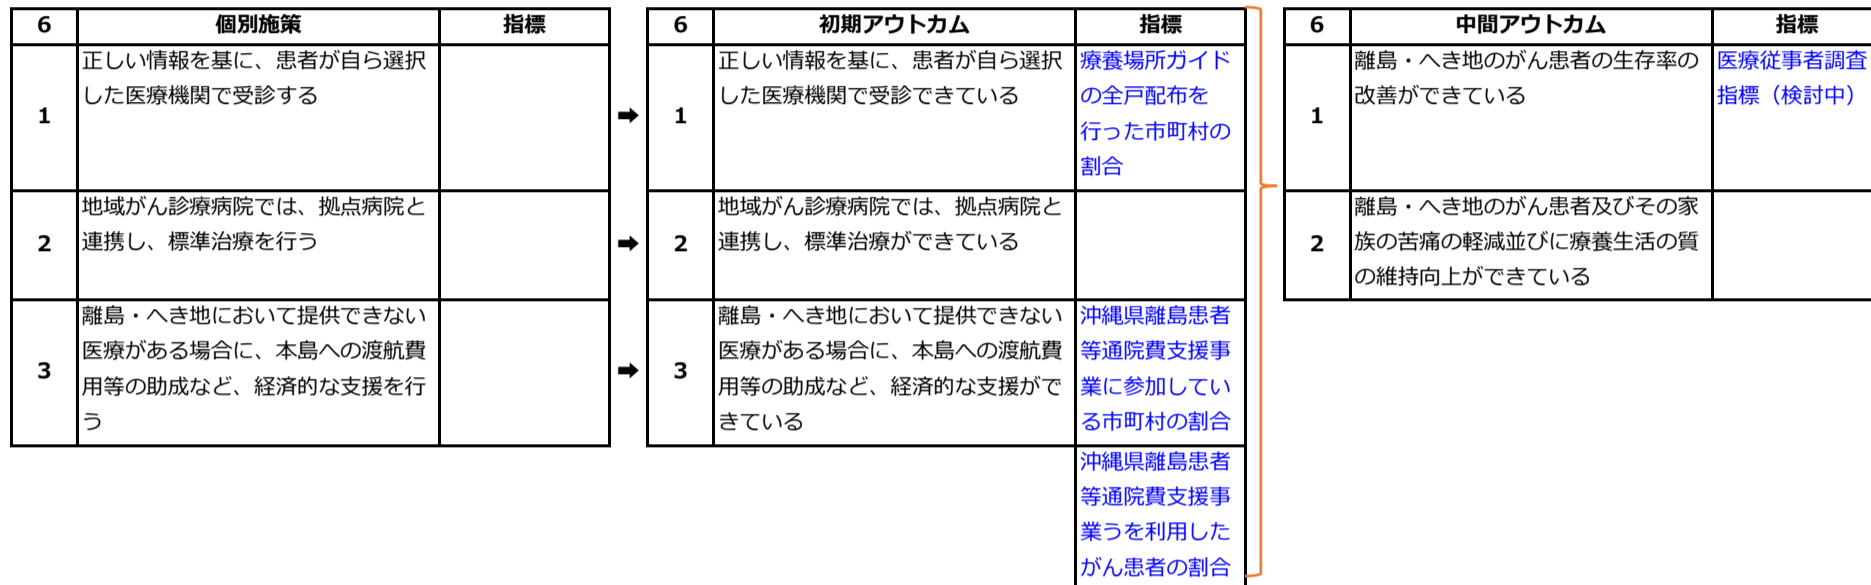 6 個別施策 指標
1
正しい情報を基に、患者が自ら選択
した医療機関で受診する
2
地域がん診療病院では、拠点病院と
連携し、標準治療を行う
3
離島・へき地において提供できない
医療がある場合に、本島への渡航費
用等の助成など、経済的な支援を行
う
➡
➡
➡
6 初期アウトカム 指標
1
正しい情報を基に、患者が自ら選択
した医療機関で受診できている
療養場所ガイド
の全戸配布を
行った市町村の
割合
2
地域がん診療病院では、拠点病院と
連携し、標準治療ができている
3
離島・へき地において提供できない
医療がある場合に、本島への渡航費
用等の助成など、経済的な支援がで
きている
沖縄県離島患者
等通院費支援事
業に参加してい
る市町村の割合
沖縄県離島患者
等通院費支援事
業うを利用した
がん患者の割合
6 中間アウトカム 指標
1
離島・へき地のがん患者の生存率の
改善ができている
医療従事者調査
指標（検討中）
2
離島・へき地のがん患者及びその家
族の苦痛の軽減並びに療養生活の質
の維持向上ができている